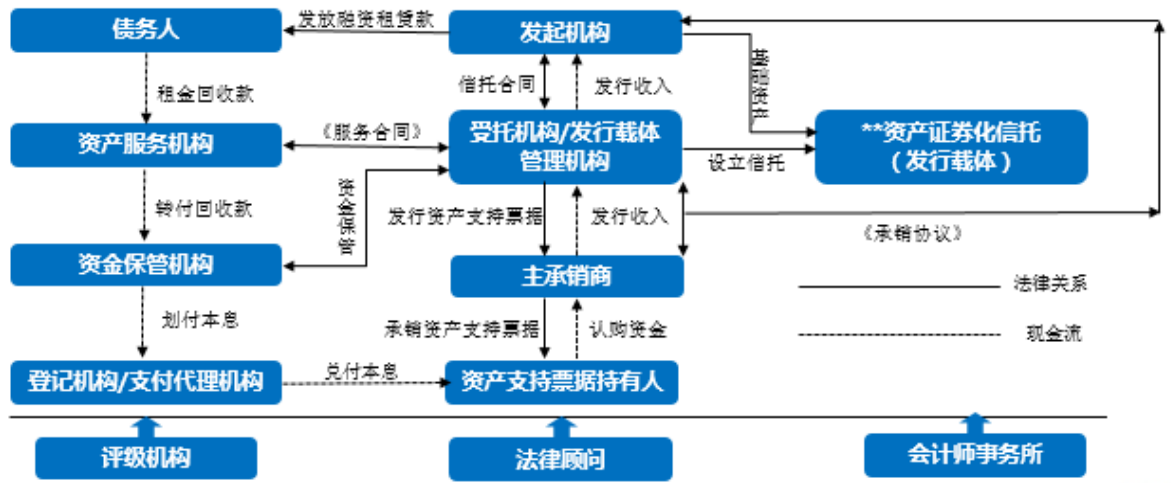 债务人
发放融资租赁款
发起机构
租金回收款
信托合同
发行收入
基础资产
资产服务机构
《服务合同》
受托机构/发行载体
管理机构
**资产证券化信托
（发行载体）
设立信托
转付回收款
资金保管
发行资产支持票据
发行收入
《承销协议》
资金保管机构
主承销商
法律关系
划付本息
承销资产支持票据
认购资金
现金流
登记机构/支付代理机构
兑付本息
资产支持票据持有人
评级机构
法律顾问
会计师事务所